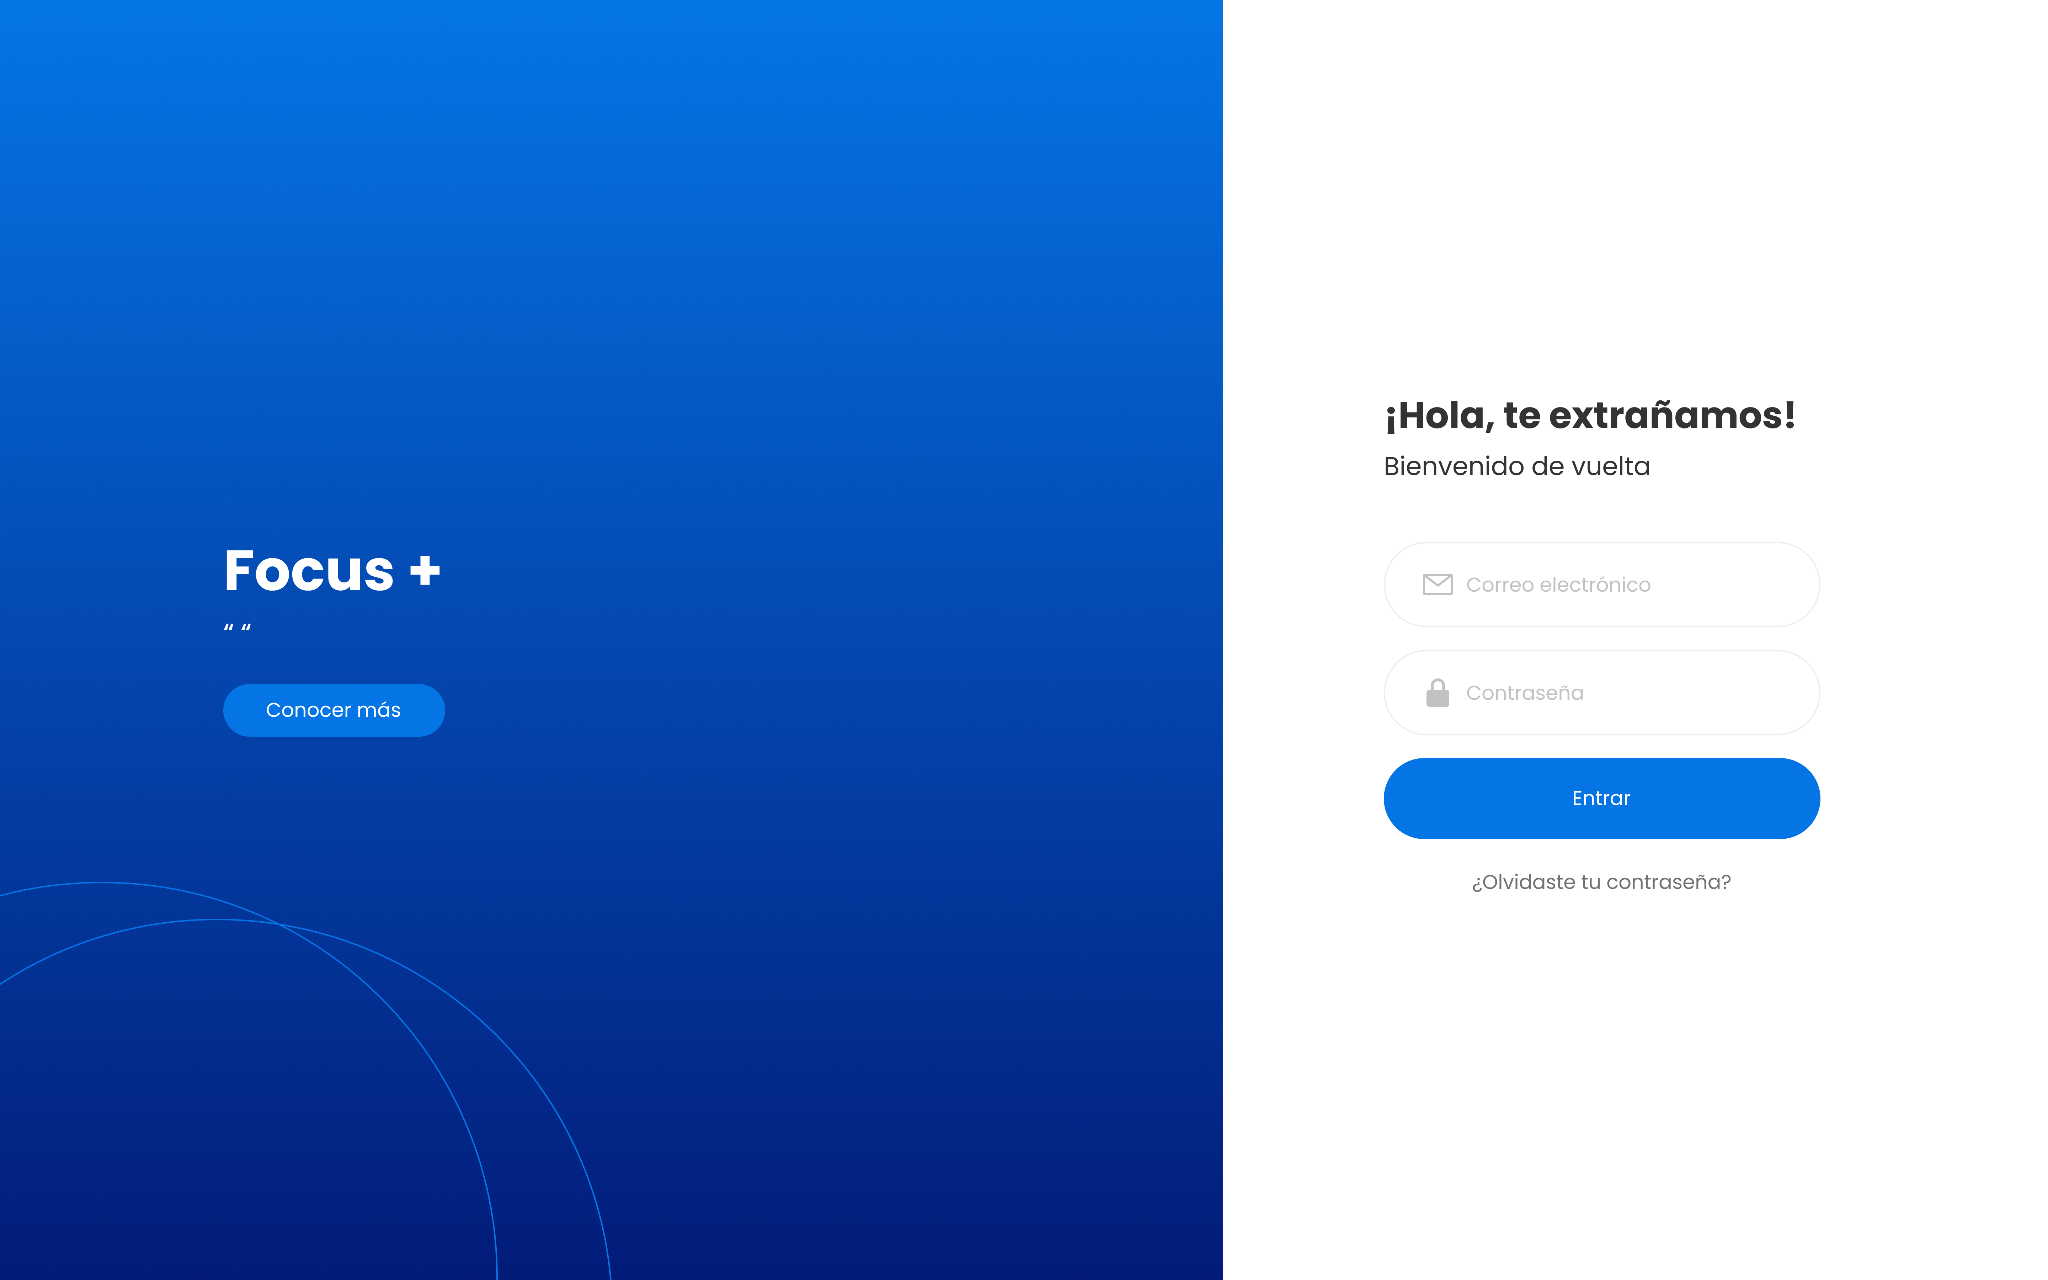 Focus +
“ “
Conocer más
¡Hola, te extrañamos!
Bienvenido de vuelta
Correo electrónico
Contraseña
Entrar
¿Olvidaste tu contraseña?